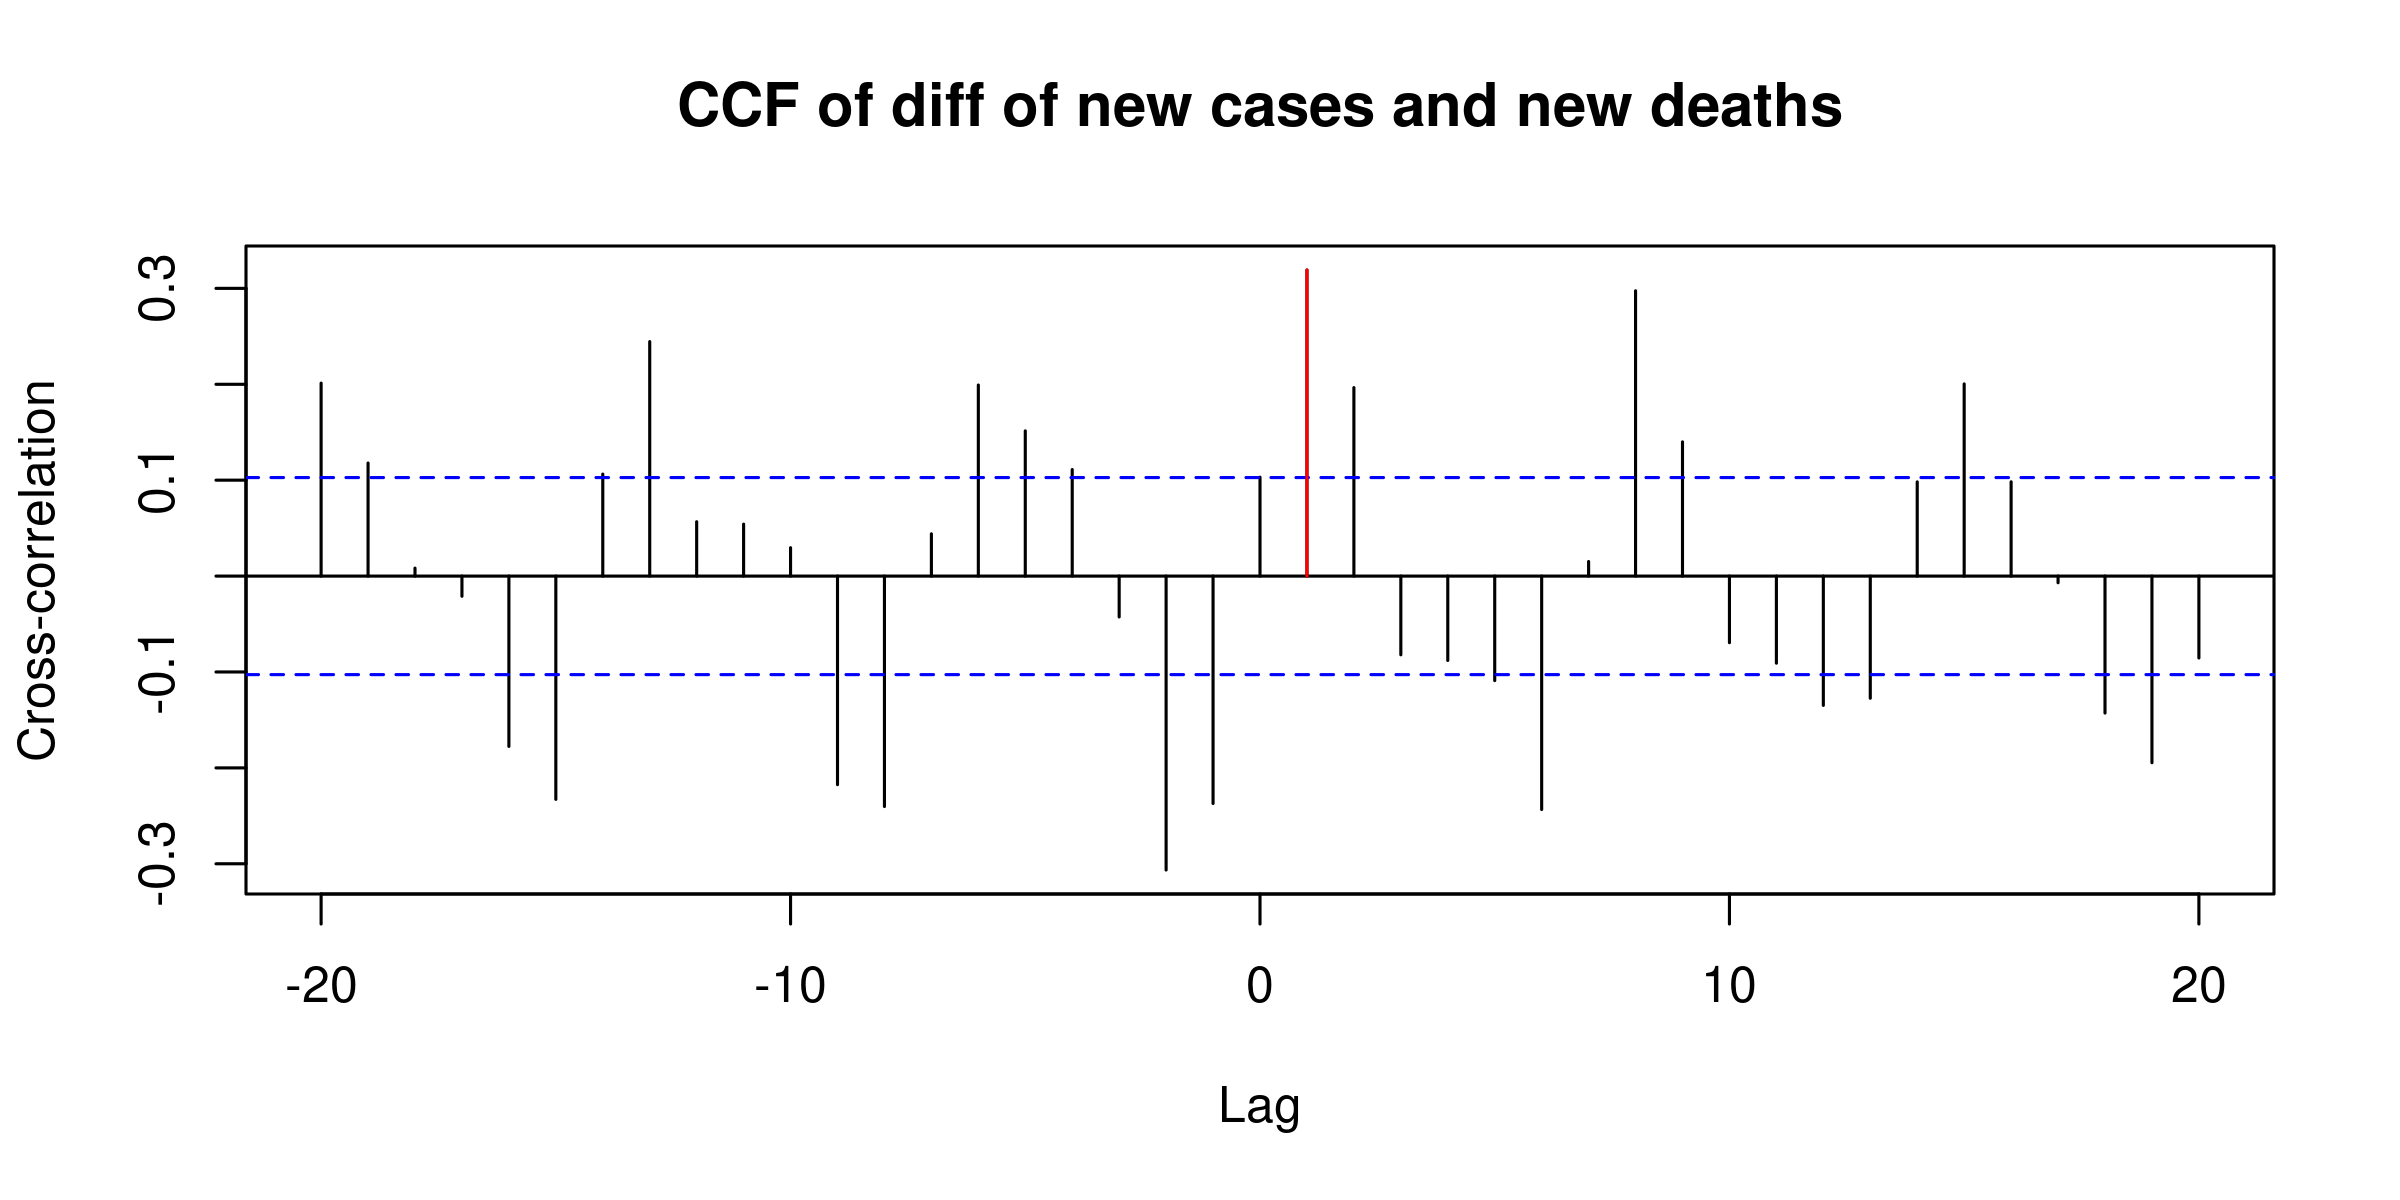 CCF of diff of new cases and new deaths
Cross-correlation
0.3
0.1
-0.1
-0.3
-20 -10 0 10 20
Lag